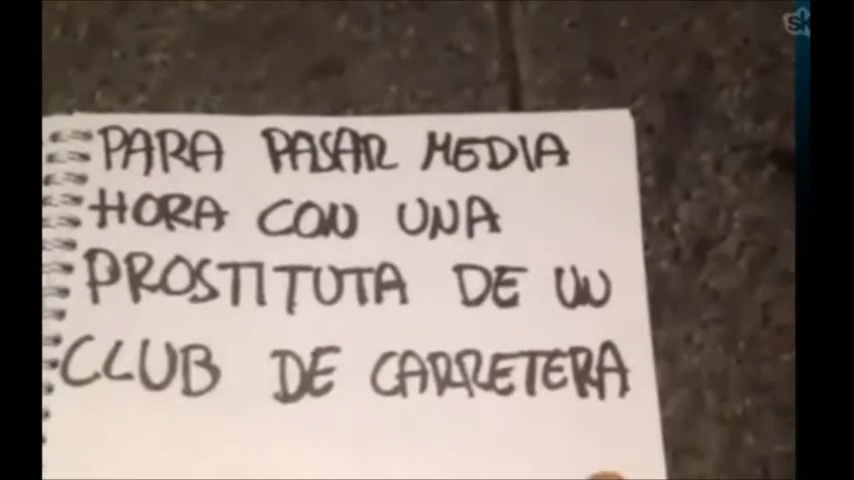 PARA PASAR MEDIA
HORA CON UNA
PROSTITUTA DE UN
CLUB DE CARRETERA